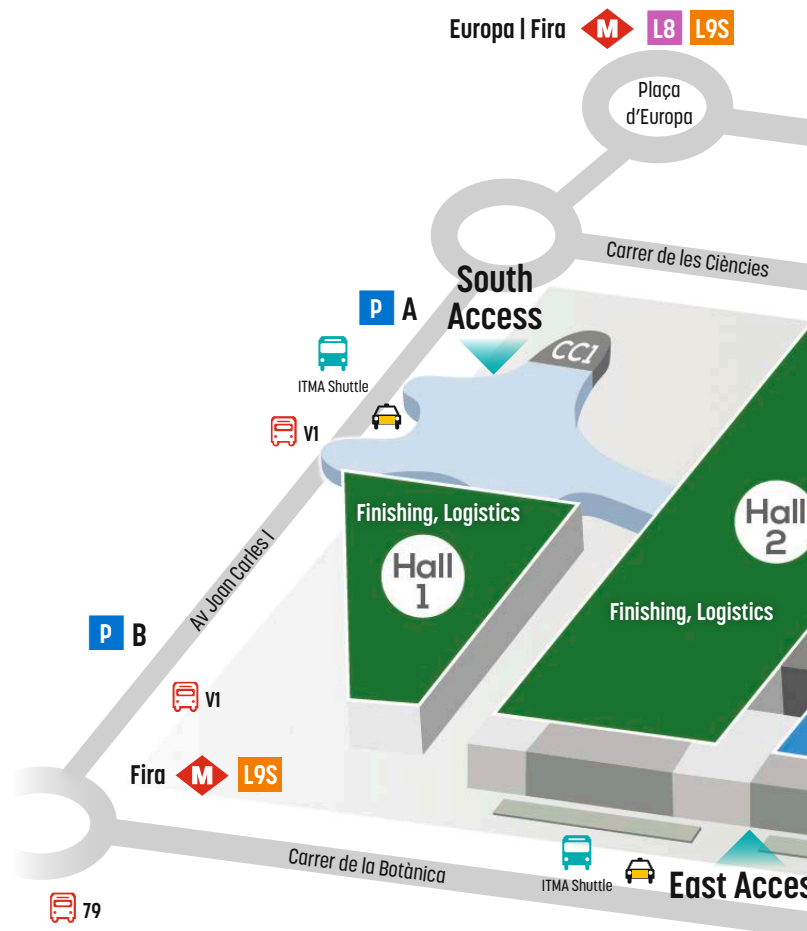 Europa | Fira M L8 L9S
Plaça
d'Europa
Carrer de les Ciències
South
Access
P A
CC1
ITMA Shuttle
V1
Finishing, Logistics
Hall
1
Hall
2
Finishing, Logistics
Av Joan Carles I
P B
V1
Fira M L9S
Carrer de la Botànica
ITMA Shuttle
East Acces
79